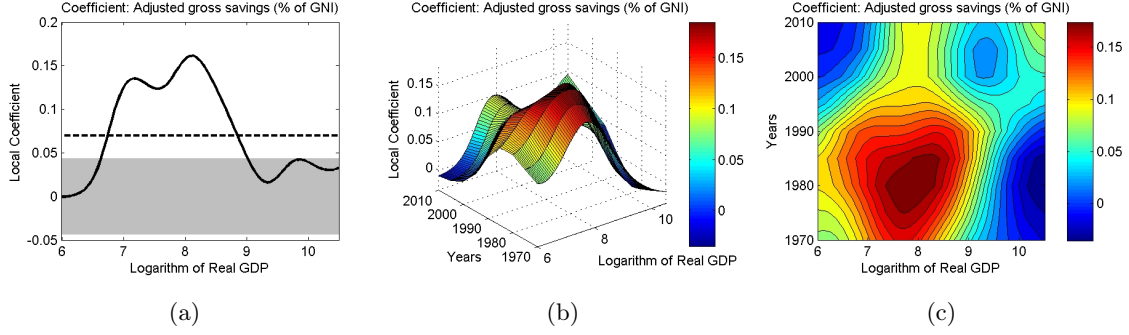 Coefficient: Adjusted gross savings (% of GNI)
0.2
0.15
0.1
0.05
0
-0.05
Local Coefficient
6 7 8 9 10
Logarithm of Real GDP
(a)
Coefficient: Adjusted gross savings (% of GNI)
0.15
0.1
0.05
0
Local Coefficient
2010
2000
1990
1980
1970
Years
6
8
10
Logarithm of Real GDP
0.15
0.1
0.05
0
(b)
Coefficient: Adjusted gross savings (% of GNI)
2010
2000
1990
1980
1970
Years
6 7 8 9 10
Logarithm of Real GDP
0.15
0.1
0.05
0
(c)